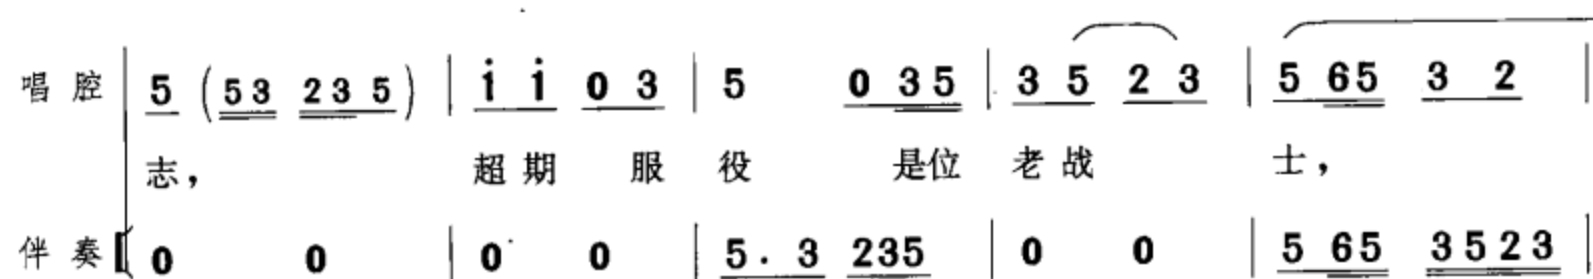 唱腔 5 (53 235) | i i 0 3 | 5 0 35 | 3 5 2 3 | 5 65 3 2 |
志， 超期 服 役 是位 老战 士，
伴奏 0 0 | 0 0 | 5. 3 235 | 0 0 | 5 65 3523 |